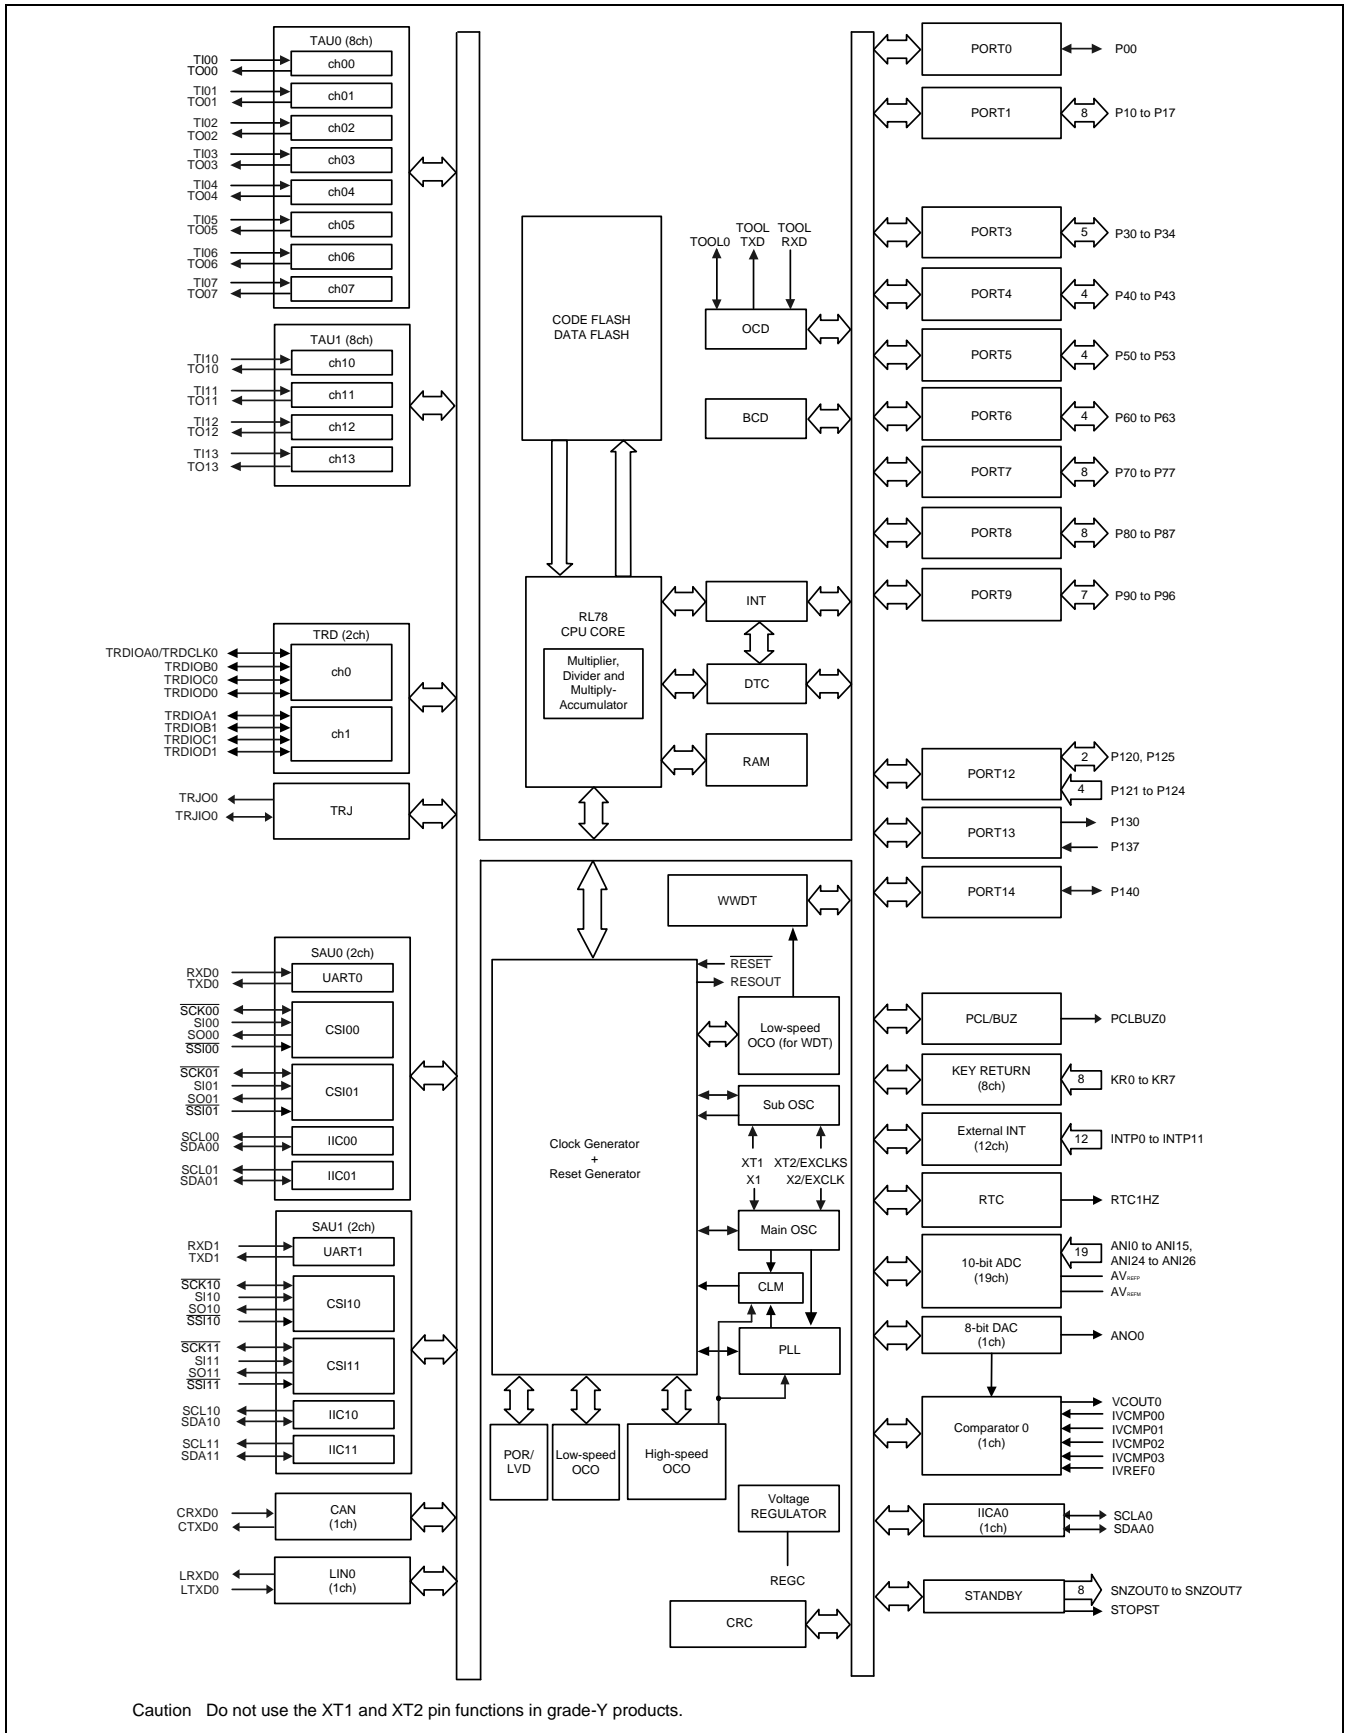 TAU0 (8ch)
TI00
TO00
ch00
TI01
TO01
ch01
TI02
TO02
ch02
TI03
TO03
ch03
TI04
TO04
ch04
TI05
TO05
ch05
TI06
TO06
ch06
TI07
TO07
ch07
TAU1 (8ch)
TI10
TO10
ch10
TI11
TO11
ch11
TI12
TO12
ch12
TI13
TO13
ch13
TRD (2ch)
TRDIOA0/TRDCLK0
TRDIOB0
TRDIOC0
TRDIOD0
ch0
TRDIOA1
TRDIOB1
TRDIOC1
TRDIOD1
ch1
TRJO0
TRJIO0
TRJ
SAU0 (2ch)
RXD0
TXD0
UART0
SCK00
SI00
SO00
SSI00
CSI00
SCK01
SI01
SO01
SSI01
CSI01
SCL00
SDA00
IIC00
SCL01
SDA01
IIC01
SAU1 (2ch)
RXD1
TXD1
UART1
SCK10
SI10
SO10
SSI10
CSI10
SCK11
SI11
SO11
SSI11
CSI11
SCL10
SDA10
IIC10
SCL11
SDA11
IIC11
CRXD0
CTXD0
CAN
(1ch)
LRXD0
LTXD0
LIN0
(1ch)
CODE FLASH
DATA FLASH
TOOL0
TOOL
TXD
TOOL
RXD
OCD
BCD
RL78
CPU CORE
Multiplier,
Divider and
Multiply-
Accumulator
INT
DTC
RAM
WWDT
RESET
RESOUT
Low-speed
OCO (for WDT)
Clock Generator
+
Reset Generator
Sub OSC
XT1
XT2/EXCLKS
X1
X2/EXCLK
Main OSC
CLM
PLL
POR/
LVD
Low-speed
OCO
High-speed
OCO
Voltage
REGULATOR
REGC
CRC
PORT0
P00
PORT1
8
P10 to P17
PORT3
5
P30 to P34
PORT4
4
P40 to P43
PORT5
4
P50 to P53
PORT6
4
P60 to P63
PORT7
8
P70 to P77
PORT8
8
P80 to P87
PORT9
7
P90 to P96
PORT12
2
P120, P125
4
P121 to P124
PORT13
P130
P137
PORT14
P140
PCL/BUZ
PCLBUZ0
KEY RETURN
(8ch)
8
KR0 to KR7
External INT
(12ch)
12
INTP0 to INTP11
RTC
RTC1HZ
10-bit ADC
(19ch)
19
ANI0 to ANI15,
ANI24 to ANI26
AVREFP
AVREFM
8-bit DAC
(1ch)
ANO0
Comparator 0
(1ch)
VCOUT0
IVCMP00
IVCMP01
IVCMP02
IVCMP03
IVREF0
IICA0
(1ch)
SCLA0
SDAA0
STANDBY
8
SNZOUT0 to SNZOUT7
STOPST
Caution Do not use the XT1 and XT2 pin functions in grade-Y products.